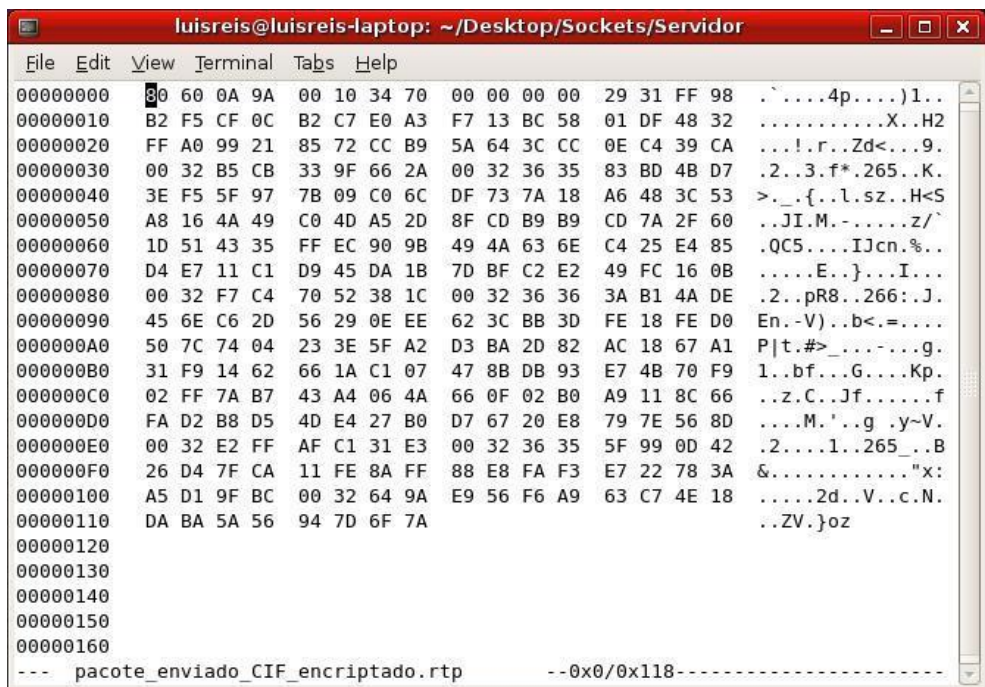 luisreis@luisreis-laptop: ~/Desktop/Sockets/Servidor
File Edit View Terminal Tabs Help
00000000 80 60 0A 9A 00 10 34 70 00 00 00 00 29 31 FF 98 .`....4p....)1..
00000010 B2 F5 CF 0C B2 C7 E0 A3 F7 13 BC 58 01 DF 48 32 ...........X..H2
00000020 FF A0 99 21 85 72 CC B9 5A 64 3C CC 0E C4 39 CA ...!.r..Zd<...9.
00000030 00 32 B5 CB 33 9F 66 2A 00 32 36 35 83 BD 4B D7 .2..3.f*.265..K.
00000040 3E F5 5F 97 7B 09 C0 6C DF 73 7A 18 A6 48 3C 53 >._.{..l.sz..H<S
00000050 A8 16 4A 49 C0 4D A5 2D 8F CD B9 B9 CD 7A 2F 60 ..JI.M.-.....z/`
00000060 1D 51 43 35 FF EC 90 9B 49 4A 63 6E C4 25 E4 85 .QC5....IJcn.%..
00000070 D4 E7 11 C1 D9 45 DA 1B 7D BF C2 E2 49 FC 16 0B .....E..}...I...
00000080 00 32 F7 C4 70 52 38 1C 00 32 36 36 3A B1 4A DE .2..pR8..266:.J.
00000090 45 6E C6 2D 56 29 0E EE 62 3C BB 3D FE 18 FE D0 En.-V)..b<.=....
000000A0 50 7C 74 04 23 3E 5F A2 D3 BA 2D 82 AC 18 67 A1 P|t.#>_...-...g.
000000B0 31 F9 14 62 66 1A C1 07 47 8B DB 93 E7 4B 70 F9 1..bf...G....Kp.
000000C0 02 FF 7A B7 43 A4 06 4A 66 0F 02 B0 A9 11 8C 66 ..z.C..Jf......f
000000D0 FA D2 B8 D5 4D E4 27 B0 D7 67 20 E8 79 7E 56 8D ....M.'..g .y~V.
000000E0 00 32 E2 FF AF C1 31 E3 00 32 36 35 5F 99 0D 42 .2....1..265_..B
000000F0 26 D4 7F CA 11 FE 8A FF 88 E8 FA F3 E7 22 78 3A &............"x:
00000100 A5 D1 9F BC 00 32 64 9A E9 56 F6 A9 63 C7 4E 18 .....2d..V..c.N.
00000110 DA BA 5A 56 94 7D 6F 7A ..ZV.}oz
00000120
00000130
00000140
00000150
00000160
--- pacote_enviado_CIF_encriptado.rtp --0x0/0x118-----------------------